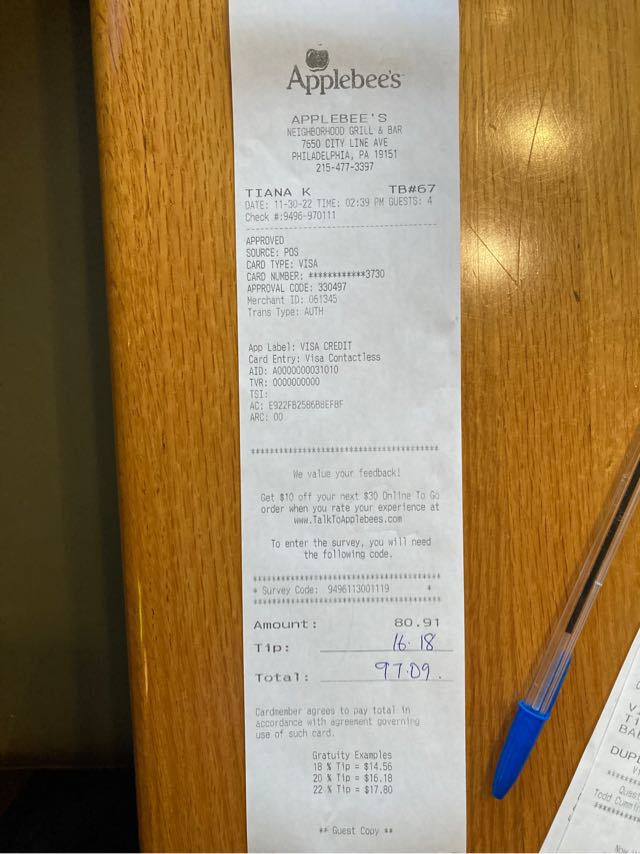 Applebee's
APPLEBEE'S
NEIGHBORHOOD GRILL & BAR
7650 CITY LINE AVE
PHILADELPHIA, PA 19151
215-477-3397
TIANA K TB#67
DATE: 11-30-22 TIME: 02:39 PM GUESTS: 4
Check #:9496-970111
APPROVED
SOURCE: POS
CARD TYPE: VISA
CARD NUMBER: ************3730
APPROVAL CODE: 330497
Merchant ID: 061345
Trans Type: AUTH
App Label: VISA CREDIT
Card Entry: Visa Contactless
AID: A0000000031010
TVR: 0000000000
TSI:
AC: E922FB2586B8EF8F
ARC: 00
We value your feedback!
Get $10 off your next $30 Online To Go
order when you rate your experience at
www.TalkToApplebees.com
To enter the survey, you will need
the following code.
* Survey Code: 9496113001119 *
Amount: 80.91
Tip: 16.18
Total: 97.09.
Cardmember agrees to pay total in
accordance with agreement governing
use of such card.
Gratuity Examples
18 % Tip = $14.56
20 % Tip = $16.18
22 % Tip = $17.80
** Guest Copy **
DUPL
Quest
Todd Cummi
Now